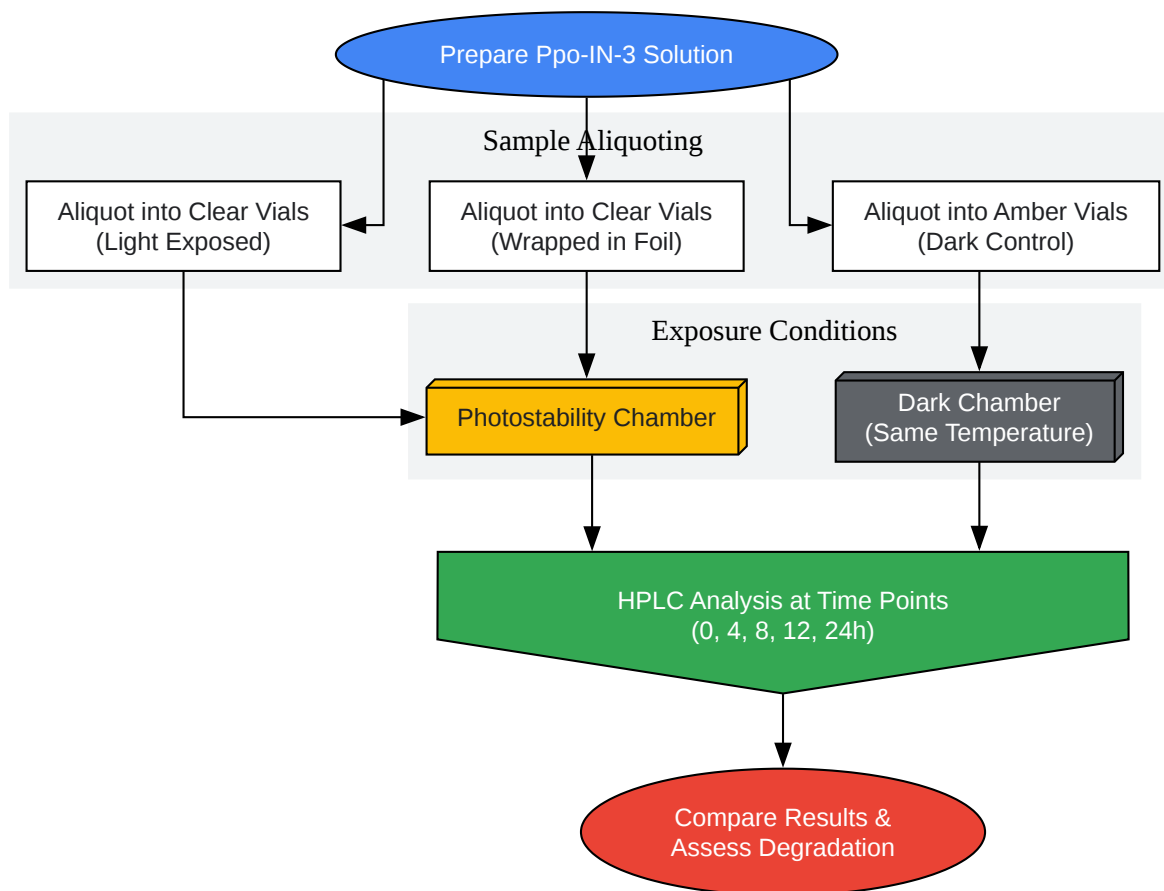 Prepare Ppo-IN-3 Solution
Sample Aliquoting
Aliquot into Clear Vials
(Light Exposed)
Aliquot into Clear Vials
(Wrapped in Foil)
Aliquot into Amber Vials
(Dark Control)
Exposure Conditions
Photostability Chamber
Dark Chamber
(Same Temperature)
HPLC Analysis at Time Points
(0, 4, 8, 12, 24h)
Compare Results &
Assess Degradation